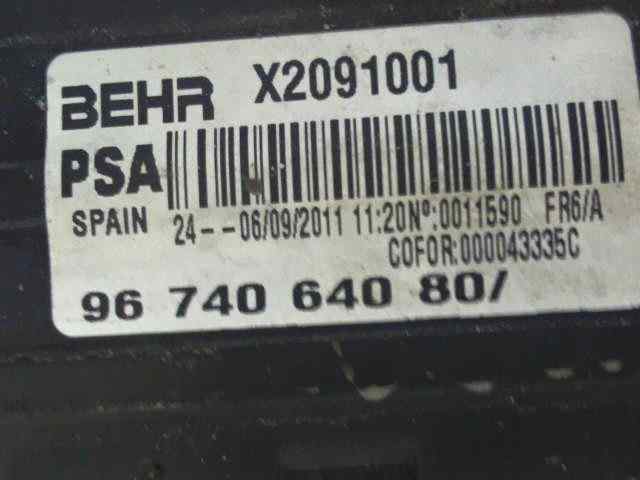 BEHR X2091001
PSA
SPAIN 24--06/09/2011 11:20Nº:0011590 FR6/A
COFOR:000043335C
96 740 640 80/